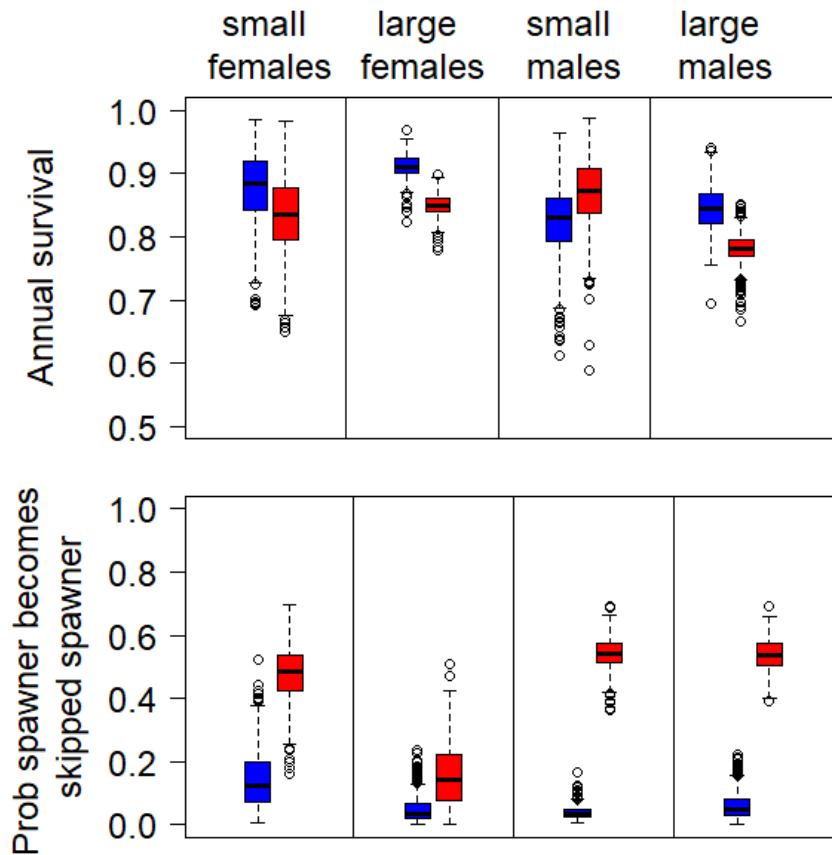 small large small large
females females males males
Annual survival
1.0
0.9
0.8
0.7
0.6
0.5
Prob spawner becomes
skipped spawner
1.0
0.8
0.6
0.4
0.2
0.0